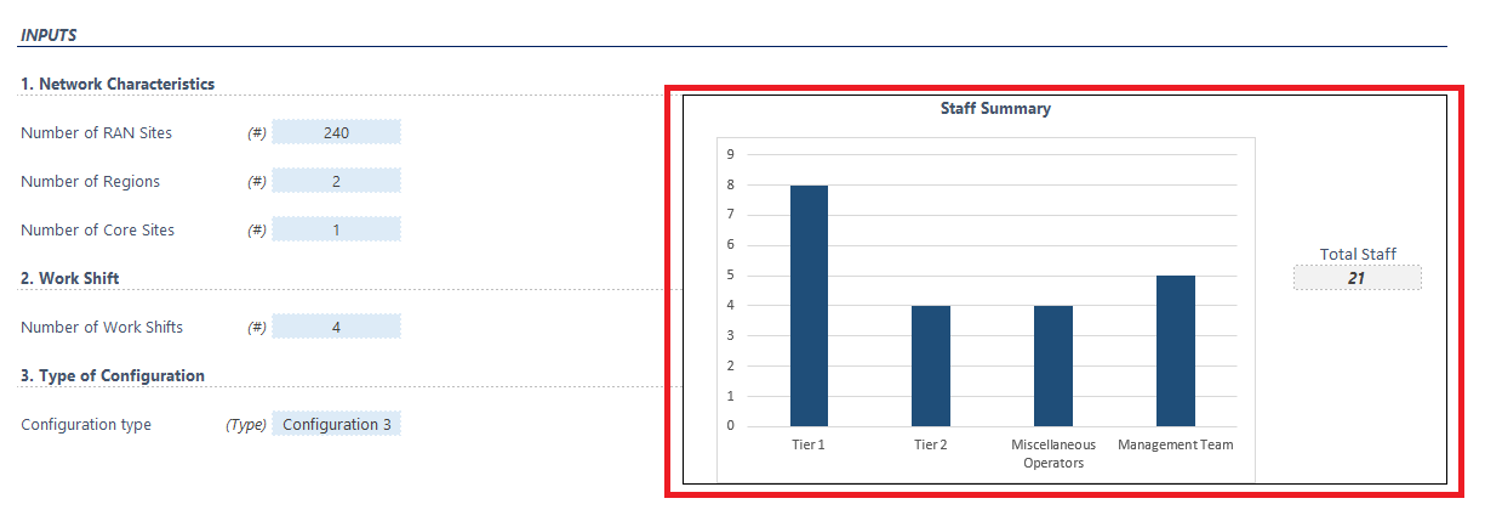 INPUTS
1. Network Characteristics
Number of RAN Sites (#) 240
Number of Regions (#) 2
Number of Core Sites (#) 1
2. Work Shift
Number of Work Shifts (#) 4
3. Type of Configuration
Configuration type (Type) Configuration 3
Staff Summary
9
8
7
6
5
4
3
2
1
0
Tier 1 Tier 2 Miscellaneous Management Team
Operators
Total Staff
21